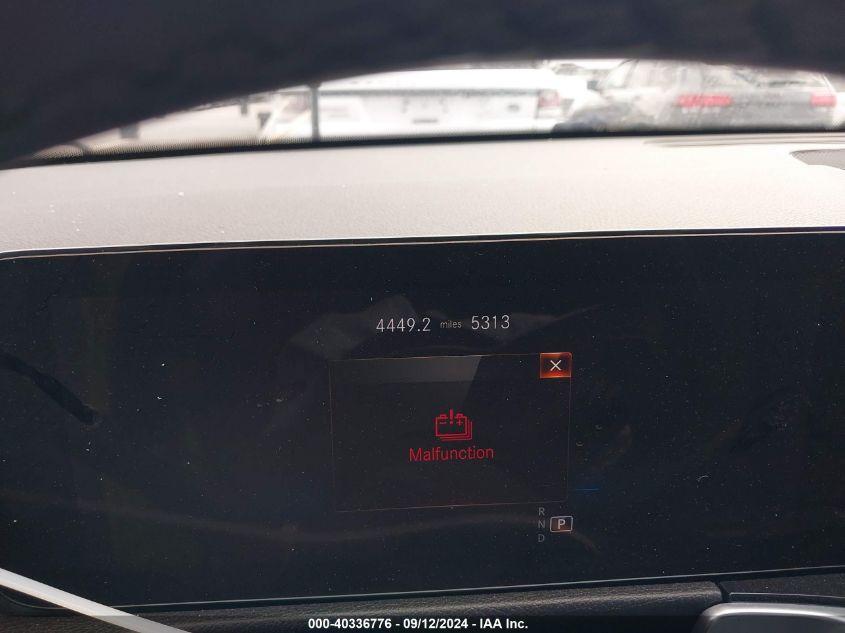 4449.2 miles 5313
Malfunction
R
N P
D
000-40336776 - 09/12/2024 - IAA Inc.